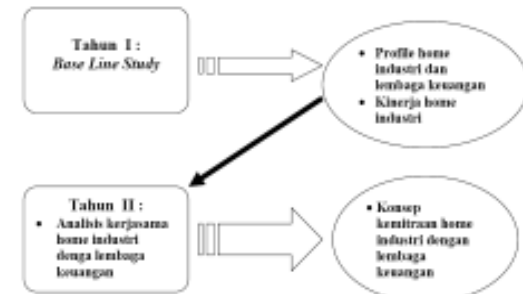 Tahun I :
Base Line Study
• Profile home
industri dan
lembaga keuangan
• Kinerja home
industri
Tahun II :
• Analisis kerjasama
home industri
denga lembaga
keuangan
• Konsep
kemitraan home
industri dengan
lembaga
keuangan